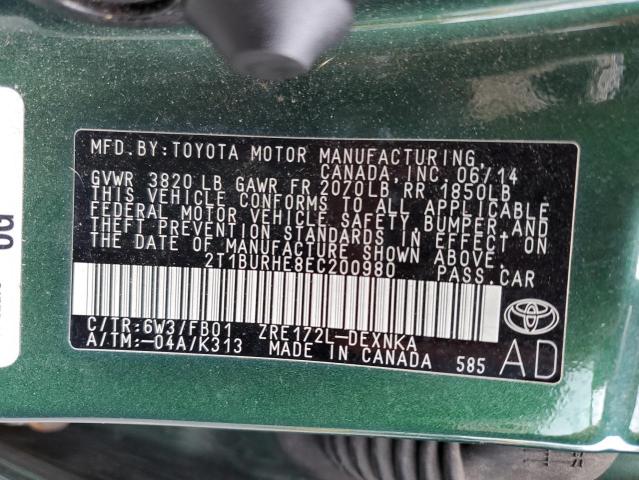 MFD. BY: TOYOTA MOTOR MANUFACTURING,
CANADA, INC. 06/14
GVWR 3820 LB GAWR FR 2070LB, RR 1850LB
THIS VEHICLE CONFORMS TO ALL APPLICABLE
FEDERAL MOTOR VEHICLE SAFETY, BUMPER, AND
THEFT PREVENTION STANDARDS IN EFFECT ON
THE DATE OF MANUFACTURE SHOWN ABOVE.
2T1BURHE8EC200980 PASS. CAR
C/TR:6W3/FB01 ZRE172L-DEXNKA
A/TM:-04A/K313 MADE IN CANADA 585 AD